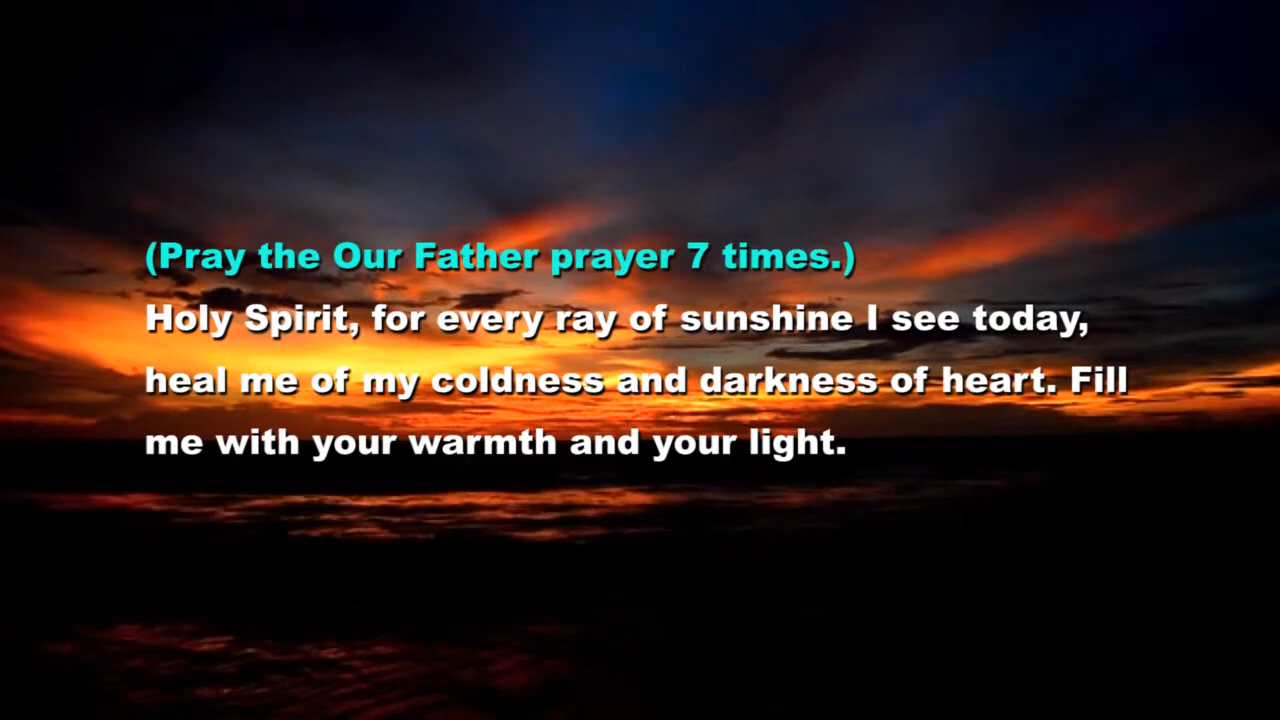 (Pray the Our Father prayer 7 times.)
Holy Spirit, for every ray of sunshine I see today,
heal me of my coldness and darkness of heart. Fill
me with your warmth and your light.